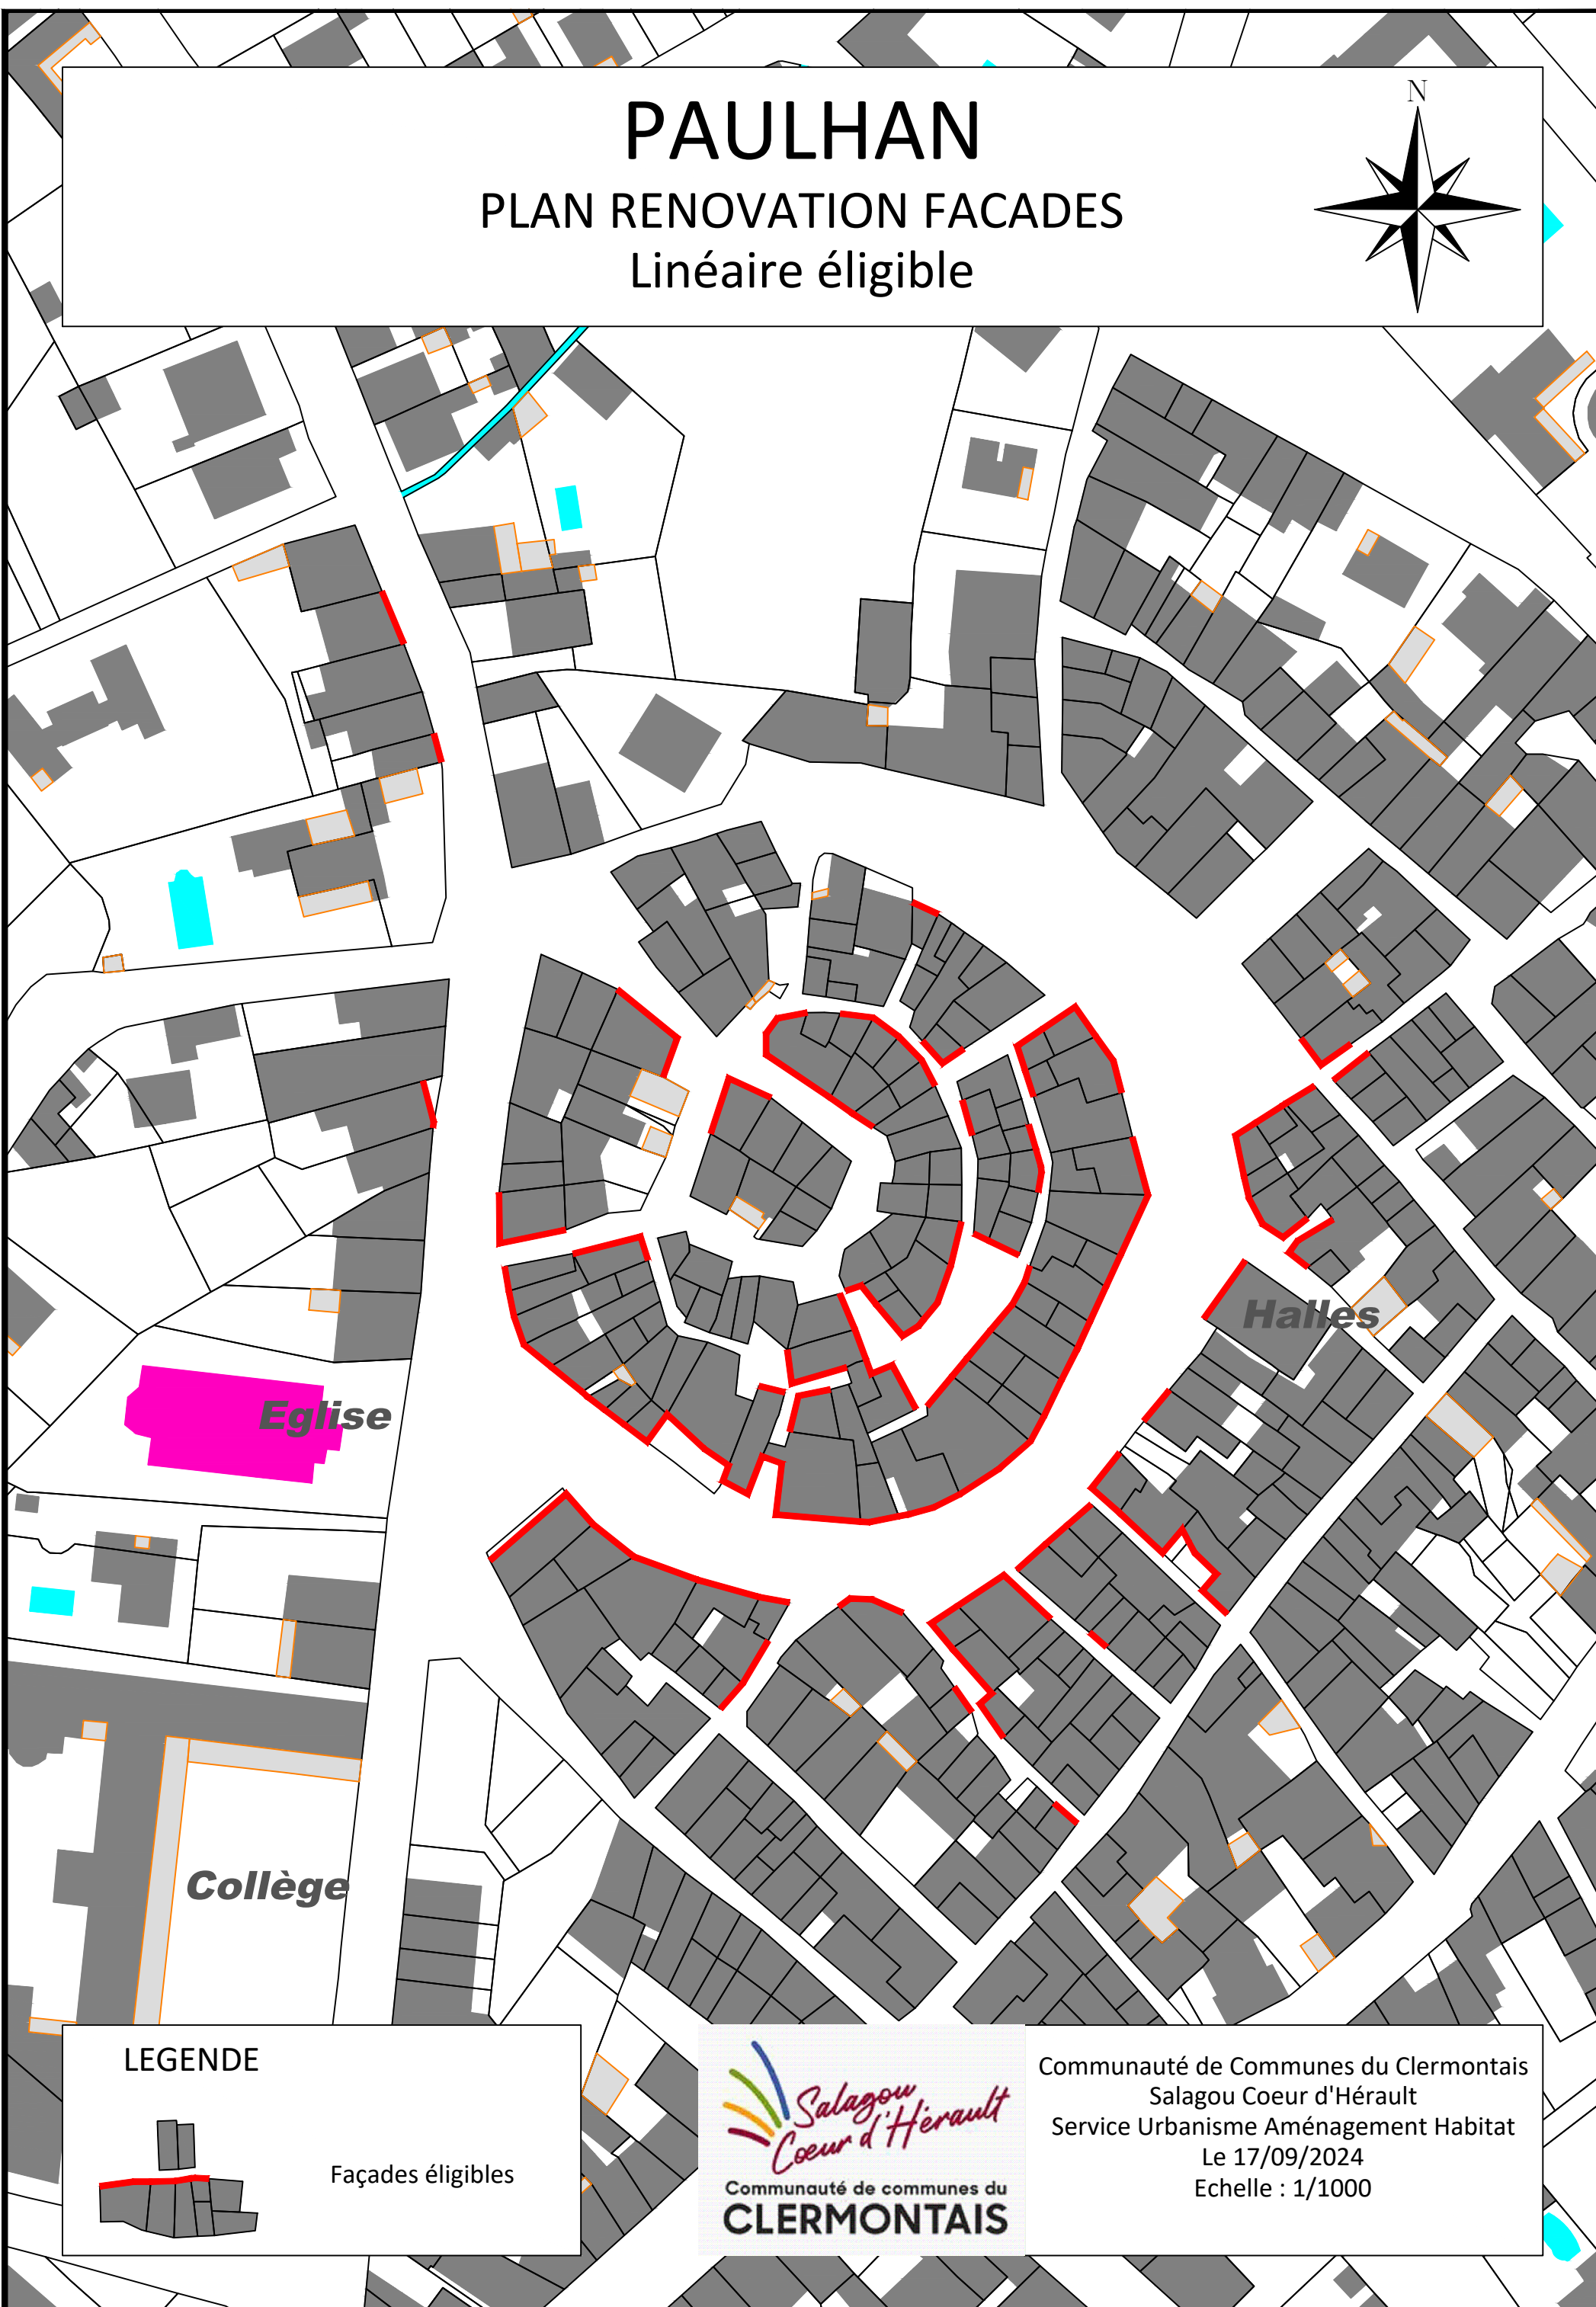 PAULHAN
PLAN RENOVATION FACADES
Linéaire éligible
N
Halles
Eglise
Collège
LEGENDE
Façades éligibles
Salagou
Coeur d'Hérault
Communauté de communes du
CLERMONTAIS
Communauté de Communes du Clermontais
Salagou Coeur d'Hérault
Service Urbanisme Aménagement Habitat
Le 17/09/2024
Echelle : 1/1000